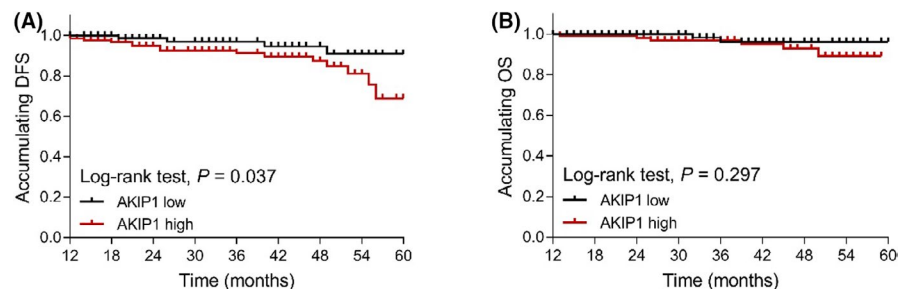 (A)
Accumulating DFS
1.0
0.8
0.6
0.4
0.2
0.0
Log-rank test, P = 0.037
AKIP1 low
AKIP1 high
12 18 24 30 36 42 48 54 60
Time (months)
(B)
Accumulating OS
1.0
0.8
0.6
0.4
0.2
0.0
Log-rank test, P = 0.297
AKIP1 low
AKIP1 high
12 18 24 30 36 42 48 54 60
Time (months)